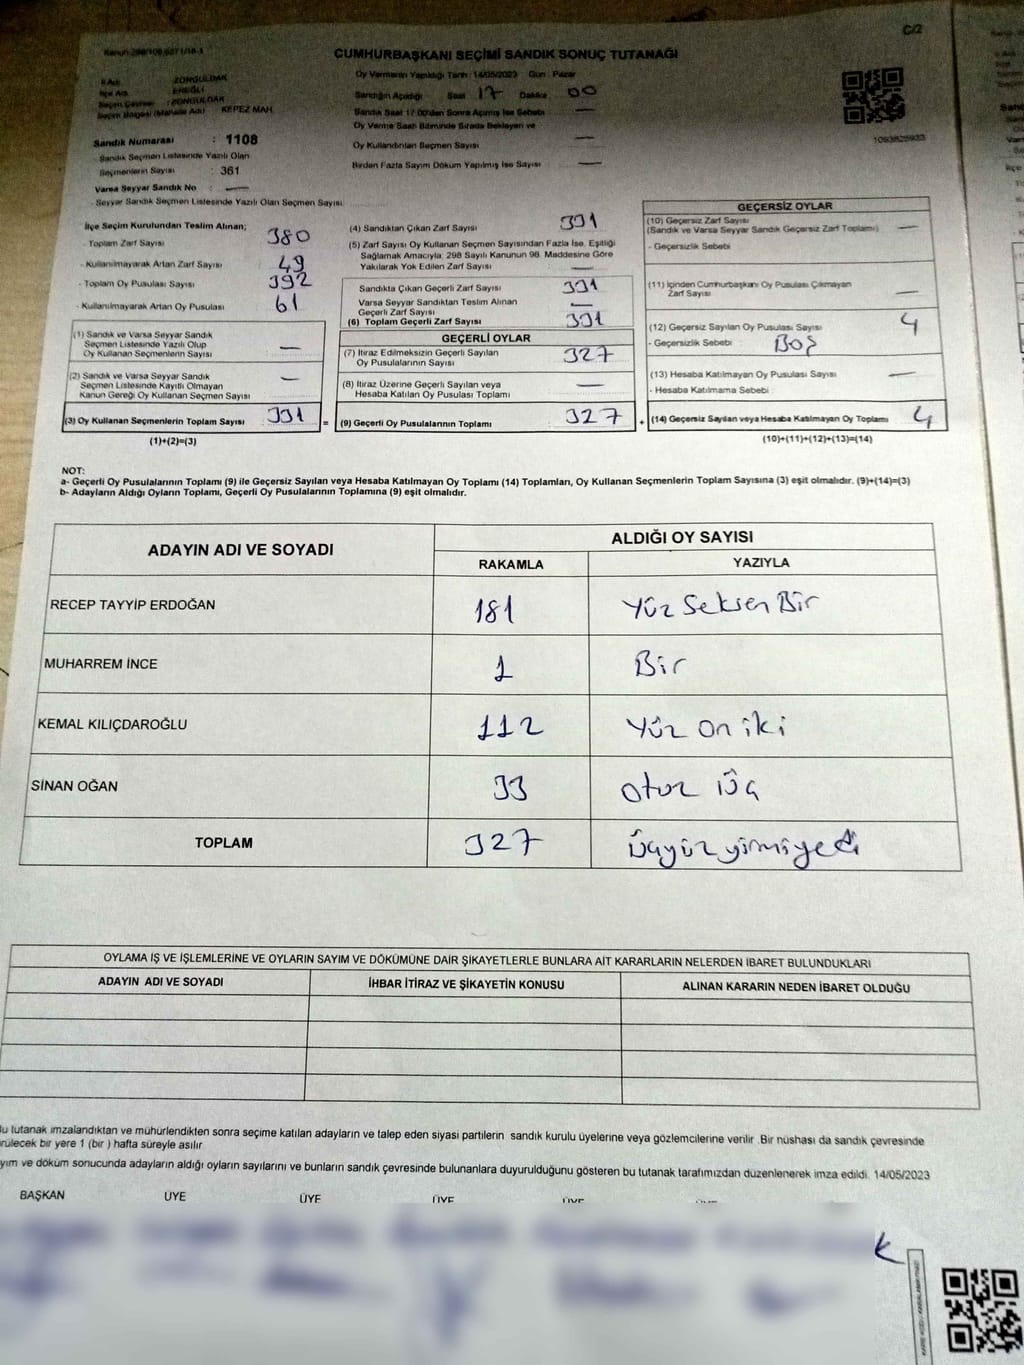 C/2
CUMHURBAŞKANI SEÇİMİ SANDIK SONUÇ TUTANAĞI
İl Adı : ZONGULDAK
İlçe Adı : EREĞLİ
Seçim Çevresi : ZONGULDAK
Seçim Bölgesi (Mahalle Adı) : KEPEZ MAH.
Sandık Numarası : 1108
Sandık Seçmen Listesinde Yazılı Olan
Seçmenlerin Sayısı : 361
Varsa Seyyar Sandık No : —
Seyyar Sandık Seçmen Listesinde Yazılı Olan Seçmen Sayısı
Oy Vermenin Yapıldığı Tarih : 14/05/2023 Gün : Pazar
Sandığın Açıldığı Saat 17 Dakika 00
Sandık Saat 17:00'den Sonra Açılmış İse Sebebi —
Oy Verme Saati Bitiminde Sırada Bekleyen ve
Oy Kullandırılan Seçmen Sayısı —
Birden Fazla Sayım Döküm Yapılmış İse Sayısı —
1093825933
İlçe Seçim Kurulundan Teslim Alınan;
- Toplam Zarf Sayısı 380
- Kullanılmayarak Artan Zarf Sayısı 49
- Toplam Oy Pusulası Sayısı 392
- Kullanılmayarak Artan Oy Pusulası 61
(1) Sandık ve Varsa Seyyar Sandık
Seçmen Listesinde Yazılı Olup
Oy Kullanan Seçmenlerin Sayısı —
(2) Sandık ve Varsa Seyyar Sandık
Seçmen Listesinde Kayıtlı Olmayan
Kanun Gereği Oy Kullanan Seçmen Sayısı —
(3) Oy Kullanan Seçmenlerin Toplam Sayısı 331 =
(1)+(2)=(3)
(4) Sandıktan Çıkan Zarf Sayısı 331
(5) Zarf Sayısı Oy Kullanan Seçmen Sayısından Fazla İse, Eşitliği
Sağlamak Amacıyla; 298 Sayılı Kanunun 98. Maddesine Göre
Yakılarak Yok Edilen Zarf Sayısı —
Sandıkta Çıkan Geçerli Zarf Sayısı 331
Varsa Seyyar Sandıktan Teslim Alınan
Geçerli Zarf Sayısı —
(6) Toplam Geçerli Zarf Sayısı 331
GEÇERLİ OYLAR
(7) İtiraz Edilmeksizin Geçerli Sayılan
Oy Pusulalarının Sayısı 327
(8) İtiraz Üzerine Geçerli Sayılan veya
Hesaba Katılan Oy Pusulası Toplamı —
(9) Geçerli Oy Pusulalarının Toplamı 327 +
GEÇERSİZ OYLAR
(10) Geçersiz Zarf Sayısı
(Sandık ve Varsa Seyyar Sandık Geçersiz Zarf Toplamı) —
- Geçersizlik Sebebi
(11) İçinden Cumhurbaşkanı Oy Pusulası Çıkmayan
Zarf Sayısı —
(12) Geçersiz Sayılan Oy Pusulası Sayısı 4
- Geçersizlik Sebebi BOŞ
(13) Hesaba Katılmayan Oy Pusulası Sayısı —
- Hesaba Katılmama Sebebi
(14) Geçersiz Sayılan veya Hesaba Katılmayan Oy Toplamı 4
(10)+(11)+(12)+(13)=(14)
NOT:
a- Geçerli Oy Pusulalarının Toplamı (9) ile Geçersiz Sayılan veya Hesaba Katılmayan Oy Toplamı (14) Toplamları, Oy Kullanan Seçmenlerin Toplam Sayısına (3) eşit olmalıdır. (9)+(14)=(3)
b- Adayların Aldığı Oyların Toplamı, Geçerli Oy Pusulalarının Toplamına (9) eşit olmalıdır.
ADAYIN ADI VE SOYADI ALDIĞI OY SAYISI
RAKAMLA YAZIYLA
RECEP TAYYİP ERDOĞAN 181 Yüz Seksen Bir
MUHARREM İNCE 1 Bir
KEMAL KILIÇDAROĞLU 112 Yüz On iki
SİNAN OĞAN 33 Otuz üç
TOPLAM 327 üçyüzyirmiyedi
OYLAMA İŞ VE İŞLEMLERİNE VE OYLARIN SAYIM VE DÖKÜMÜNE DAİR ŞİKAYETLERLE BUNLARA AİT KARARLARIN NELERDEN İBARET BULUNDUKLARI
ADAYIN ADI VE SOYADI İHBAR İTİRAZ VE ŞİKAYETİN KONUSU ALINAN KARARIN NEDEN İBARET OLDUĞU
Bu tutanak imzalandıktan ve mühürlendikten sonra seçime katılan adayların ve talep eden siyasi partilerin sandık kurulu üyelerine veya gözlemcilerine verilir. Bir nüshası da sandık çevresinde
bir yere 1 (bir) hafta süreyle asılır
ve döküm sonucunda adayların aldığı oyların sayılarını ve bunların sandık çevresinde bulunanlara duyurulduğunu gösteren bu tutanak tarafımızdan düzenlenerek imza edildi. 14/05/2023
BAŞKAN ÜYE ÜYE ÜYE ÜYE ÜYE